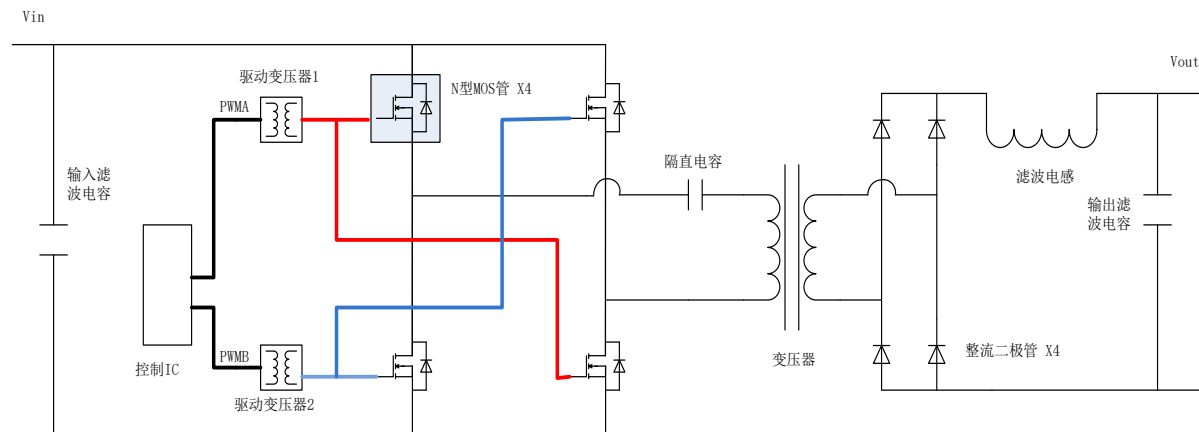 Vin
Vout
驱动变压器1
N型MOS管 X4
PWMA
输入滤
波电容
隔直电容
滤波电感
输出滤
波电容
控制IC
PWMB
驱动变压器2
变压器
整流二极管 X4